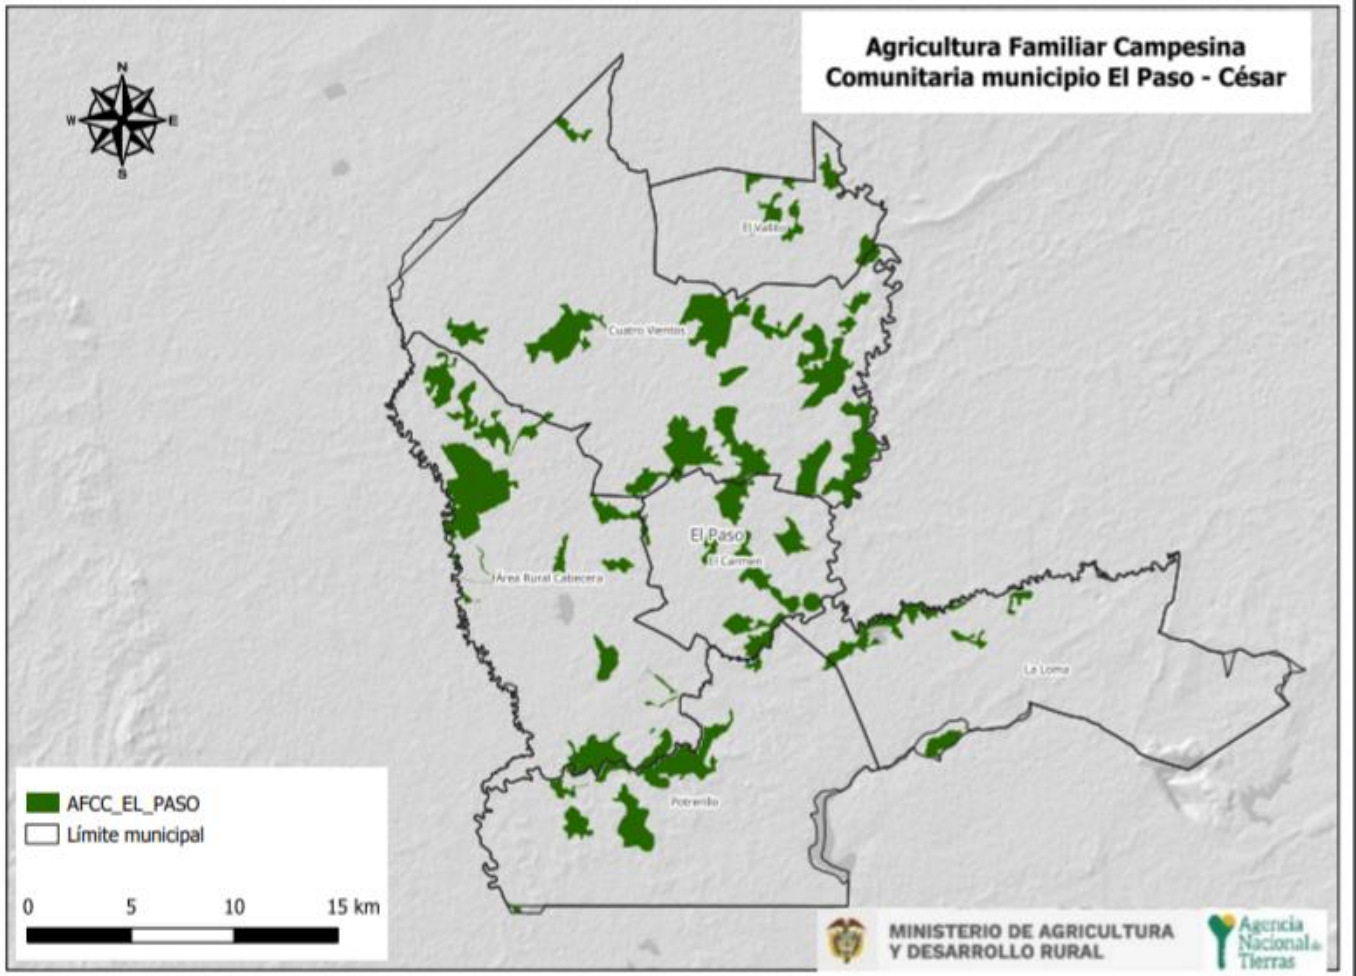 Agricultura Familiar Campesina
Comunitaria municipio El Paso - César
N
W
E
S
El Vallito
Cuatro Vientos
El Paso
El Carmen
Área Rural Cabecera
La Loma
Potrerillo
AFCC_EL_PASO
Límite municipal
0 5 10 15 km
MINISTERIO DE AGRICULTURA
Y DESARROLLO RURAL
Agencia
Nacional de
Tierras